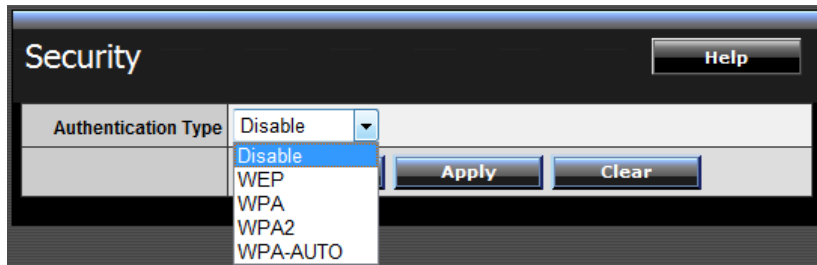 Security
Help
Authentication Type Disable
Disable
WEP
WPA
WPA2
WPA-AUTO
Apply
Clear